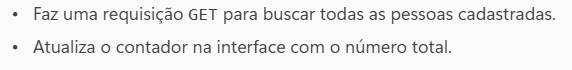 • Faz uma requisição GET para buscar todas as pessoas cadastradas.
• Atualiza o contador na interface com o número total.